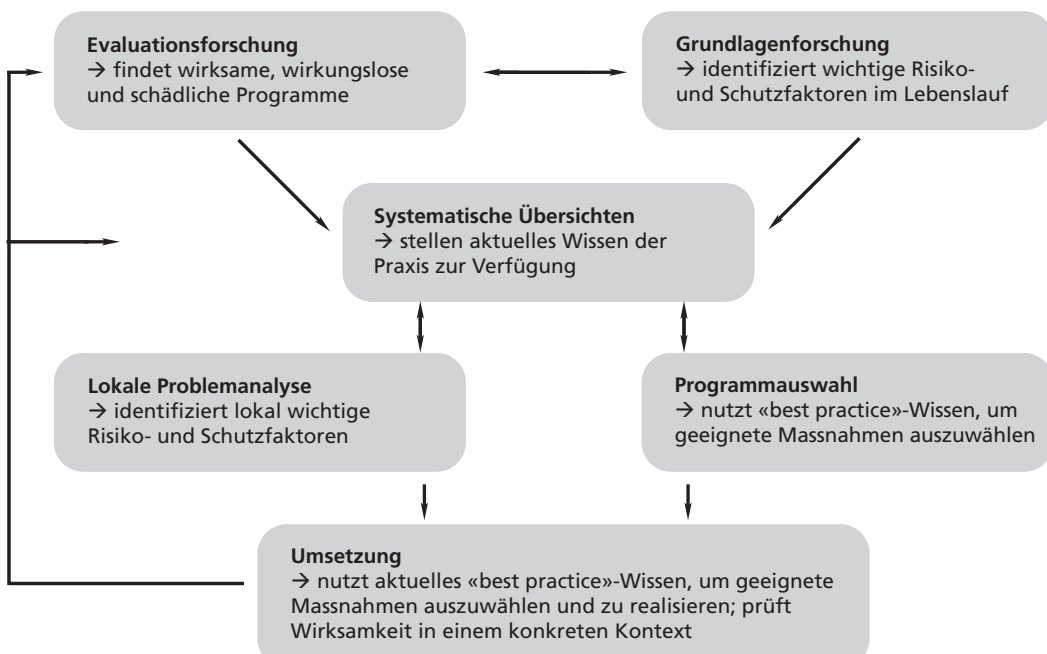 Evaluationsforschung
→ findet wirksame, wirkungslose
und schädliche Programme
Grundlagenforschung
→ identifiziert wichtige Risiko-
und Schutzfaktoren im Lebenslauf
Systematische Übersichten
→ stellen aktuelles Wissen der
Praxis zur Verfügung
Lokale Problemanalyse
→ identifiziert lokal wichtige
Risiko- und Schutzfaktoren
Programmauswahl
→ nutzt «best practice»-Wissen, um
geeignete Massnahmen auszuwählen
Umsetzung
→ nutzt aktuelles «best practice»-Wissen, um geeignete
Massnahmen auszuwählen und zu realisieren; prüft
Wirksamkeit in einem konkreten Kontext